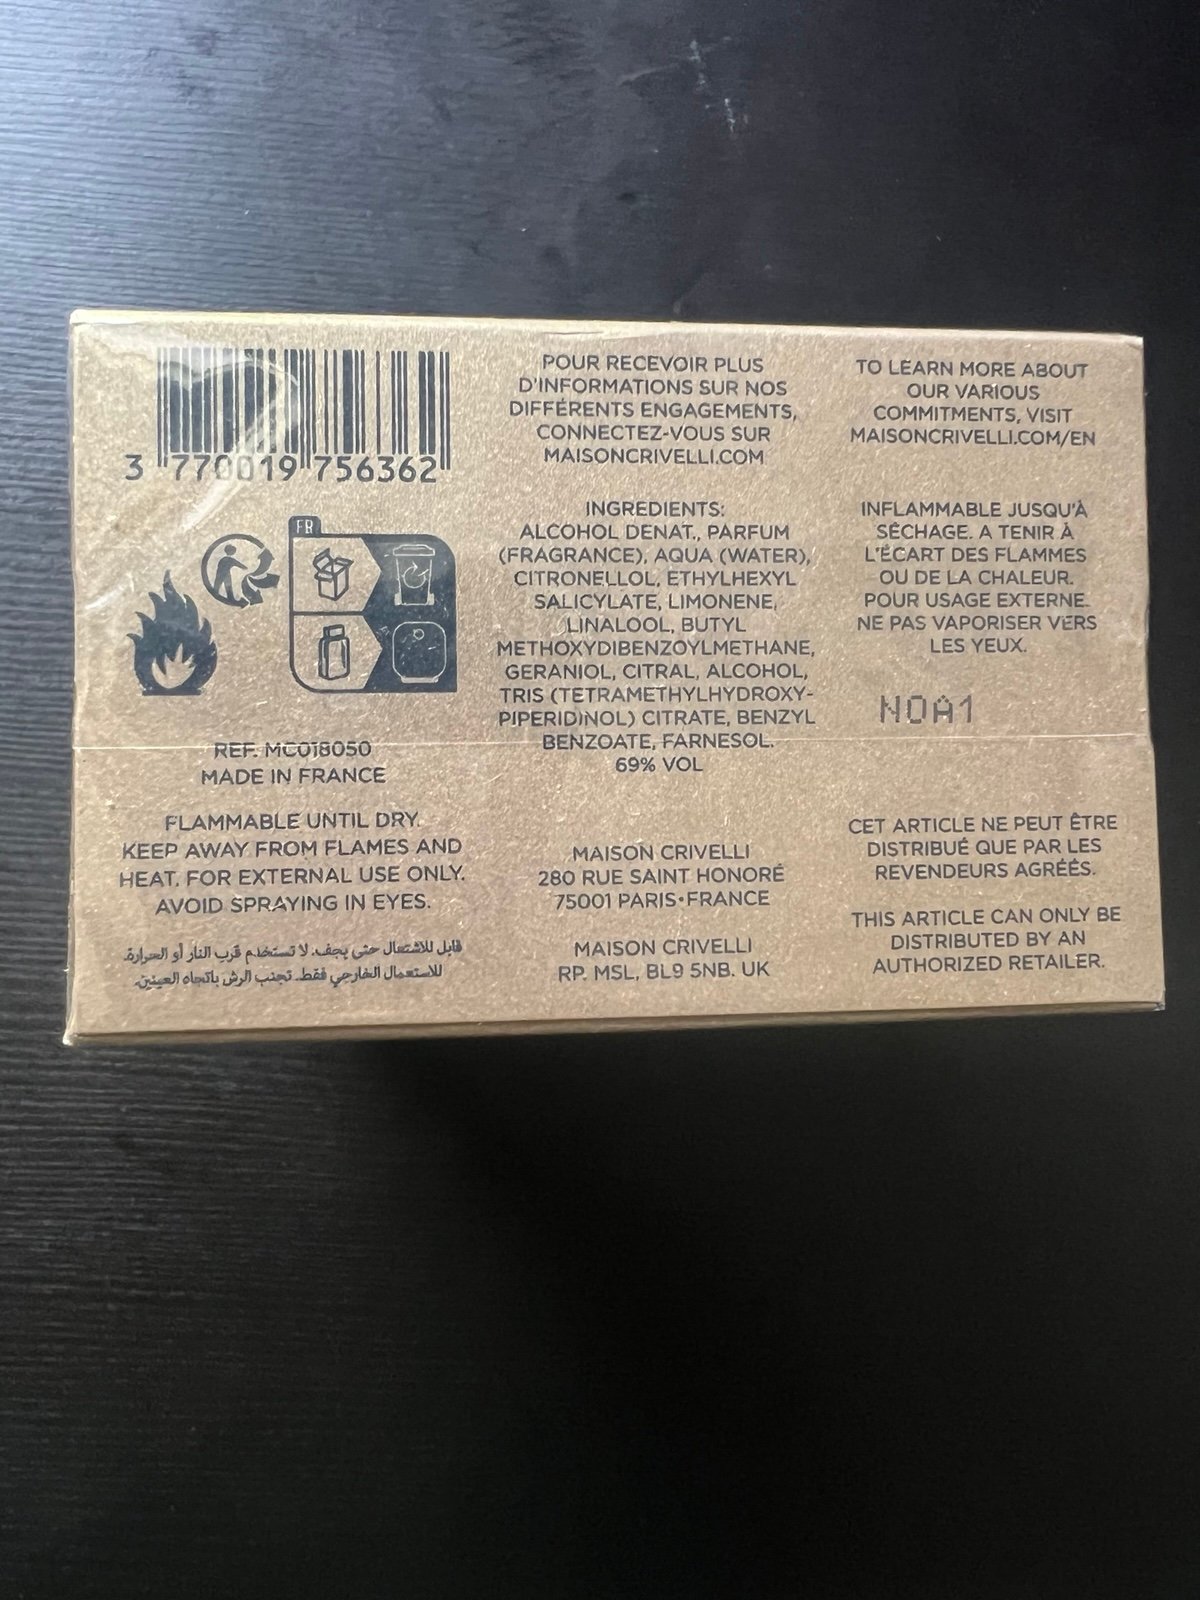 3 770019 756362
FR
REF. MC018050
MADE IN FRANCE
FLAMMABLE UNTIL DRY.
KEEP AWAY FROM FLAMES AND
HEAT. FOR EXTERNAL USE ONLY.
AVOID SPRAYING IN EYES.
قابل للاشتعال حتى يجف. لا تستخدم قرب النار أو الحرارة.
للاستعمال الخارجي فقط. تجنب الرش باتجاه العينين.
POUR RECEVOIR PLUS
D'INFORMATIONS SUR NOS
DIFFÉRENTS ENGAGEMENTS,
CONNECTEZ-VOUS SUR
MAISONCRIVELLI.COM
INGREDIENTS:
ALCOHOL DENAT., PARFUM
(FRAGRANCE), AQUA (WATER),
CITRONELLOL, ETHYLHEXYL
SALICYLATE, LIMONENE,
LINALOOL, BUTYL
METHOXYDIBENZOYLMETHANE,
GERANIOL, CITRAL, ALCOHOL,
TRIS (TETRAMETHYLHYDROXY-
PIPERIDINOL) CITRATE, BENZYL
BENZOATE, FARNESOL.
69% VOL
MAISON CRIVELLI
280 RUE SAINT HONORÉ
75001 PARIS•FRANCE
MAISON CRIVELLI
RP. MSL, BL9 5NB. UK
TO LEARN MORE ABOUT
OUR VARIOUS
COMMITMENTS, VISIT
MAISONCRIVELLI.COM/EN
INFLAMMABLE JUSQU'À
SÉCHAGE. A TENIR À
L'ÉCART DES FLAMMES
OU DE LA CHALEUR.
POUR USAGE EXTERNE.
NE PAS VAPORISER VERS
LES YEUX.
NOA1
CET ARTICLE NE PEUT ÊTRE
DISTRIBUÉ QUE PAR LES
REVENDEURS AGRÉÉS.
THIS ARTICLE CAN ONLY BE
DISTRIBUTED BY AN
AUTHORIZED RETAILER.